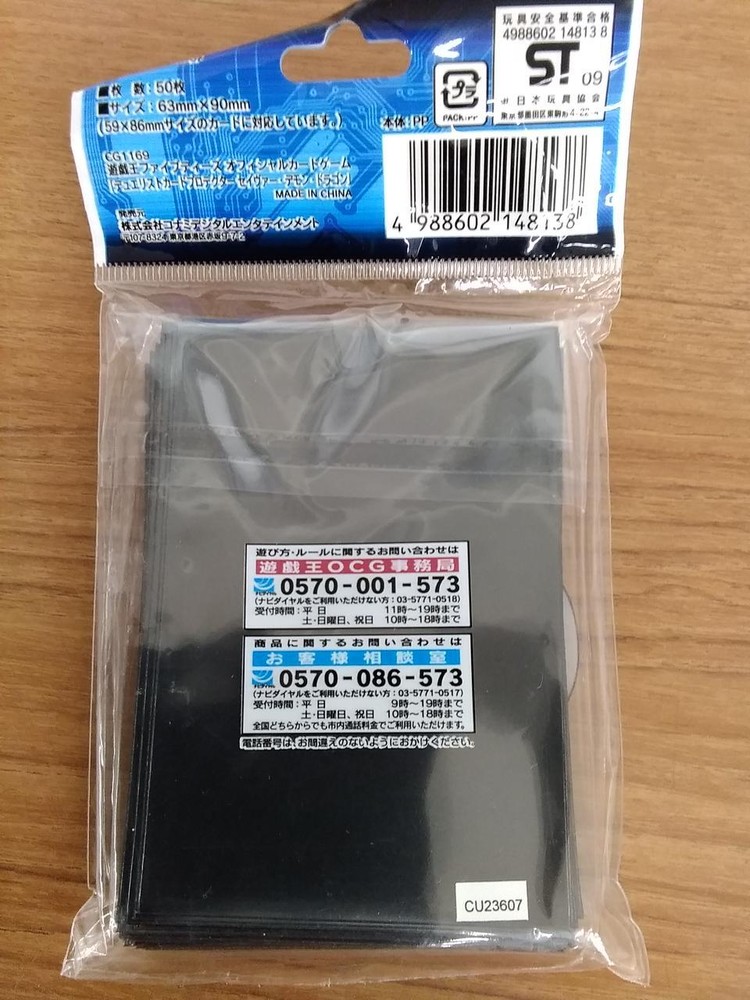 ■枚 数:50枚
■サイズ:63mm×90mm
(59×86mmサイズのカードに対応しています。)
CG1169
遊戯王ファイブディーズ オフィシャルカードゲーム
[デュエリストカードプロテクター セイヴァー・デモン・ドラゴン]
MADE IN CHINA
発売元
株式会社コナミデジタルエンタテインメント
本体:PP
プラ
PACK:PP
玩具安全基準合格
4988602 14813 8
ST 09
日本玩具協会
4 988602 148138
遊び方・ルールに関するお問い合わせは
遊戯王OCG事務局
0570-001-573
(ナビダイヤルをご利用いただけない方:03-5771-0518)
受付時間:平 日 11時〜19時まで
土・日曜日、祝日 10時〜18時まで
商品に関するお問い合わせは
お客様相談室
0570-086-573
(ナビダイヤルをご利用いただけない方:03-5771-0517)
受付時間:平 日 9時〜19時まで
土・日曜日、祝日 10時〜18時まで
全国どちらからでも市内通話料金でご利用いただけます。
電話番号は、お間違えのないようにおかけください。
CU23607